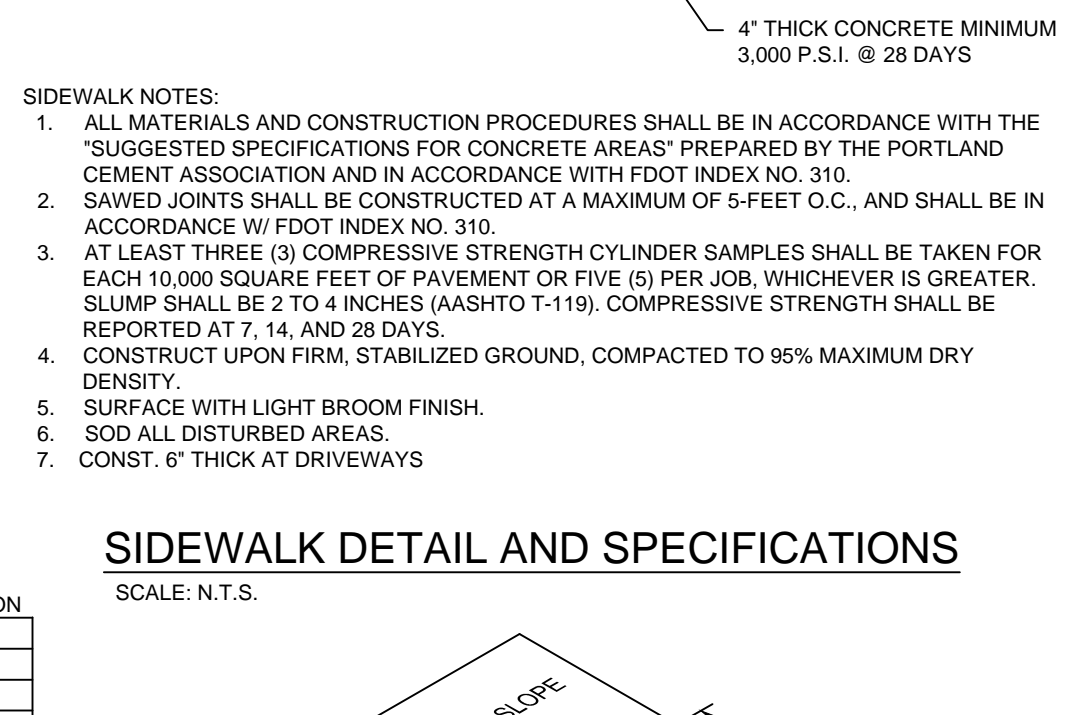 4" THICK CONCRETE MINIMUM
3,000 P.S.I. @ 28 DAYS
SIDEWALK NOTES:
1. ALL MATERIALS AND CONSTRUCTION PROCEDURES SHALL BE IN ACCORDANCE WITH THE
"SUGGESTED SPECIFICATIONS FOR CONCRETE AREAS" PREPARED BY THE PORTLAND
CEMENT ASSOCIATION AND IN ACCORDANCE WITH FDOT INDEX NO. 310.
2. SAWED JOINTS SHALL BE CONSTRUCTED AT A MAXIMUM OF 5-FEET O.C., AND SHALL BE IN
ACCORDANCE W/ FDOT INDEX NO. 310.
3. AT LEAST THREE (3) COMPRESSIVE STRENGTH CYLINDER SAMPLES SHALL BE TAKEN FOR
EACH 10,000 SQUARE FEET OF PAVEMENT OR FIVE (5) PER JOB, WHICHEVER IS GREATER.
SLUMP SHALL BE 2 TO 4 INCHES (AASHTO T-119). COMPRESSIVE STRENGTH SHALL BE
REPORTED AT 7, 14, AND 28 DAYS.
4. CONSTRUCT UPON FIRM, STABILIZED GROUND, COMPACTED TO 95% MAXIMUM DRY
DENSITY.
5. SURFACE WITH LIGHT BROOM FINISH.
6. SOD ALL DISTURBED AREAS.
7. CONST. 6" THICK AT DRIVEWAYS
SIDEWALK DETAIL AND SPECIFICATIONS
SCALE: N.T.S.
SLOPE